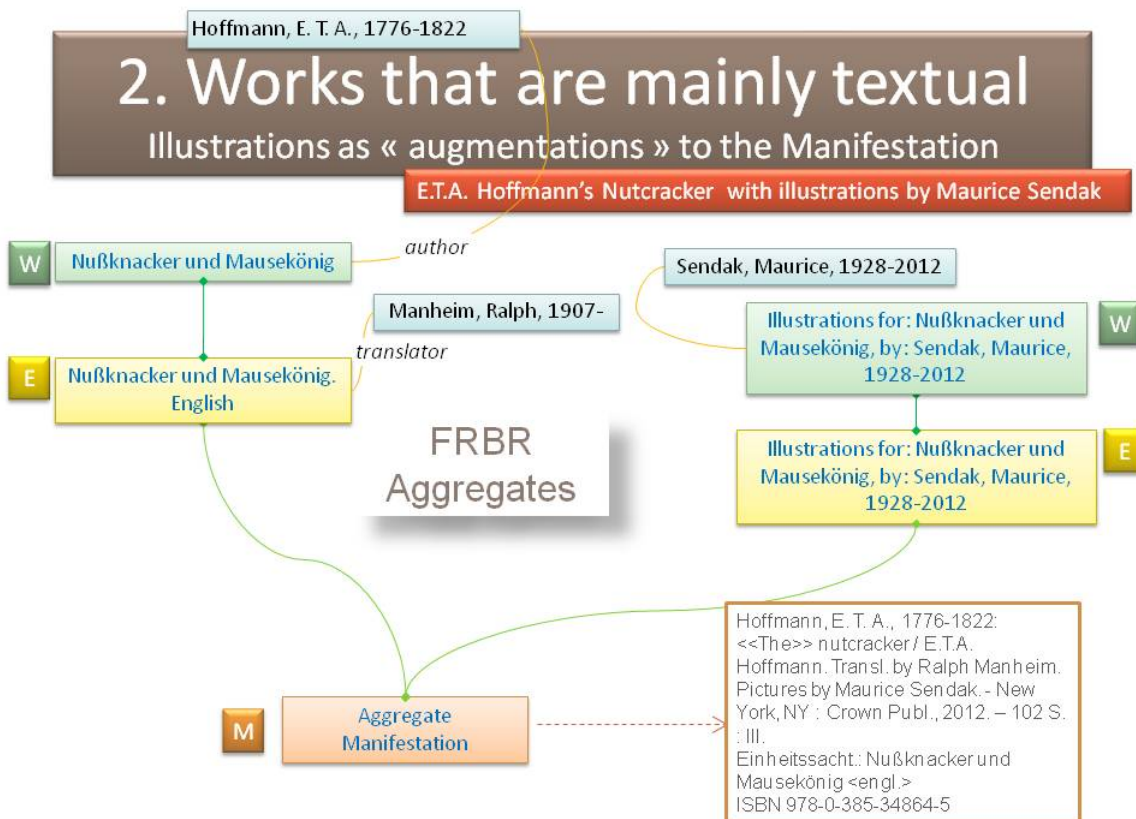 Hoffmann, E. T. A., 1776-1822
2. Works that are mainly textual
Illustrations as « augmentations » to the Manifestation
E.T.A. Hoffmann's Nutcracker with illustrations by Maurice Sendak
author
W
Nußknacker und Mausekönig
Sendak, Maurice, 1928-2012
Manheim, Ralph, 1907-
translator
Illustrations for: Nußknacker und
Mausekönig, by: Sendak, Maurice,
1928-2012
W
E
Nußknacker und Mausekönig.
English
FRBR
Aggregates
Illustrations for: Nußknacker und
Mausekönig, by: Sendak, Maurice,
1928-2012
E
M
Aggregate
Manifestation
Hoffmann, E. T. A., 1776-1822:
<<The>> nutcracker / E.T.A.
Hoffmann. Transl. by Ralph Manheim.
Pictures by Maurice Sendak. - New
York, NY : Crown Publ., 2012. – 102 S.
: Ill.
Einheitssacht.: Nußknacker und
Mausekönig <engl.>
ISBN 978-0-385-34864-5